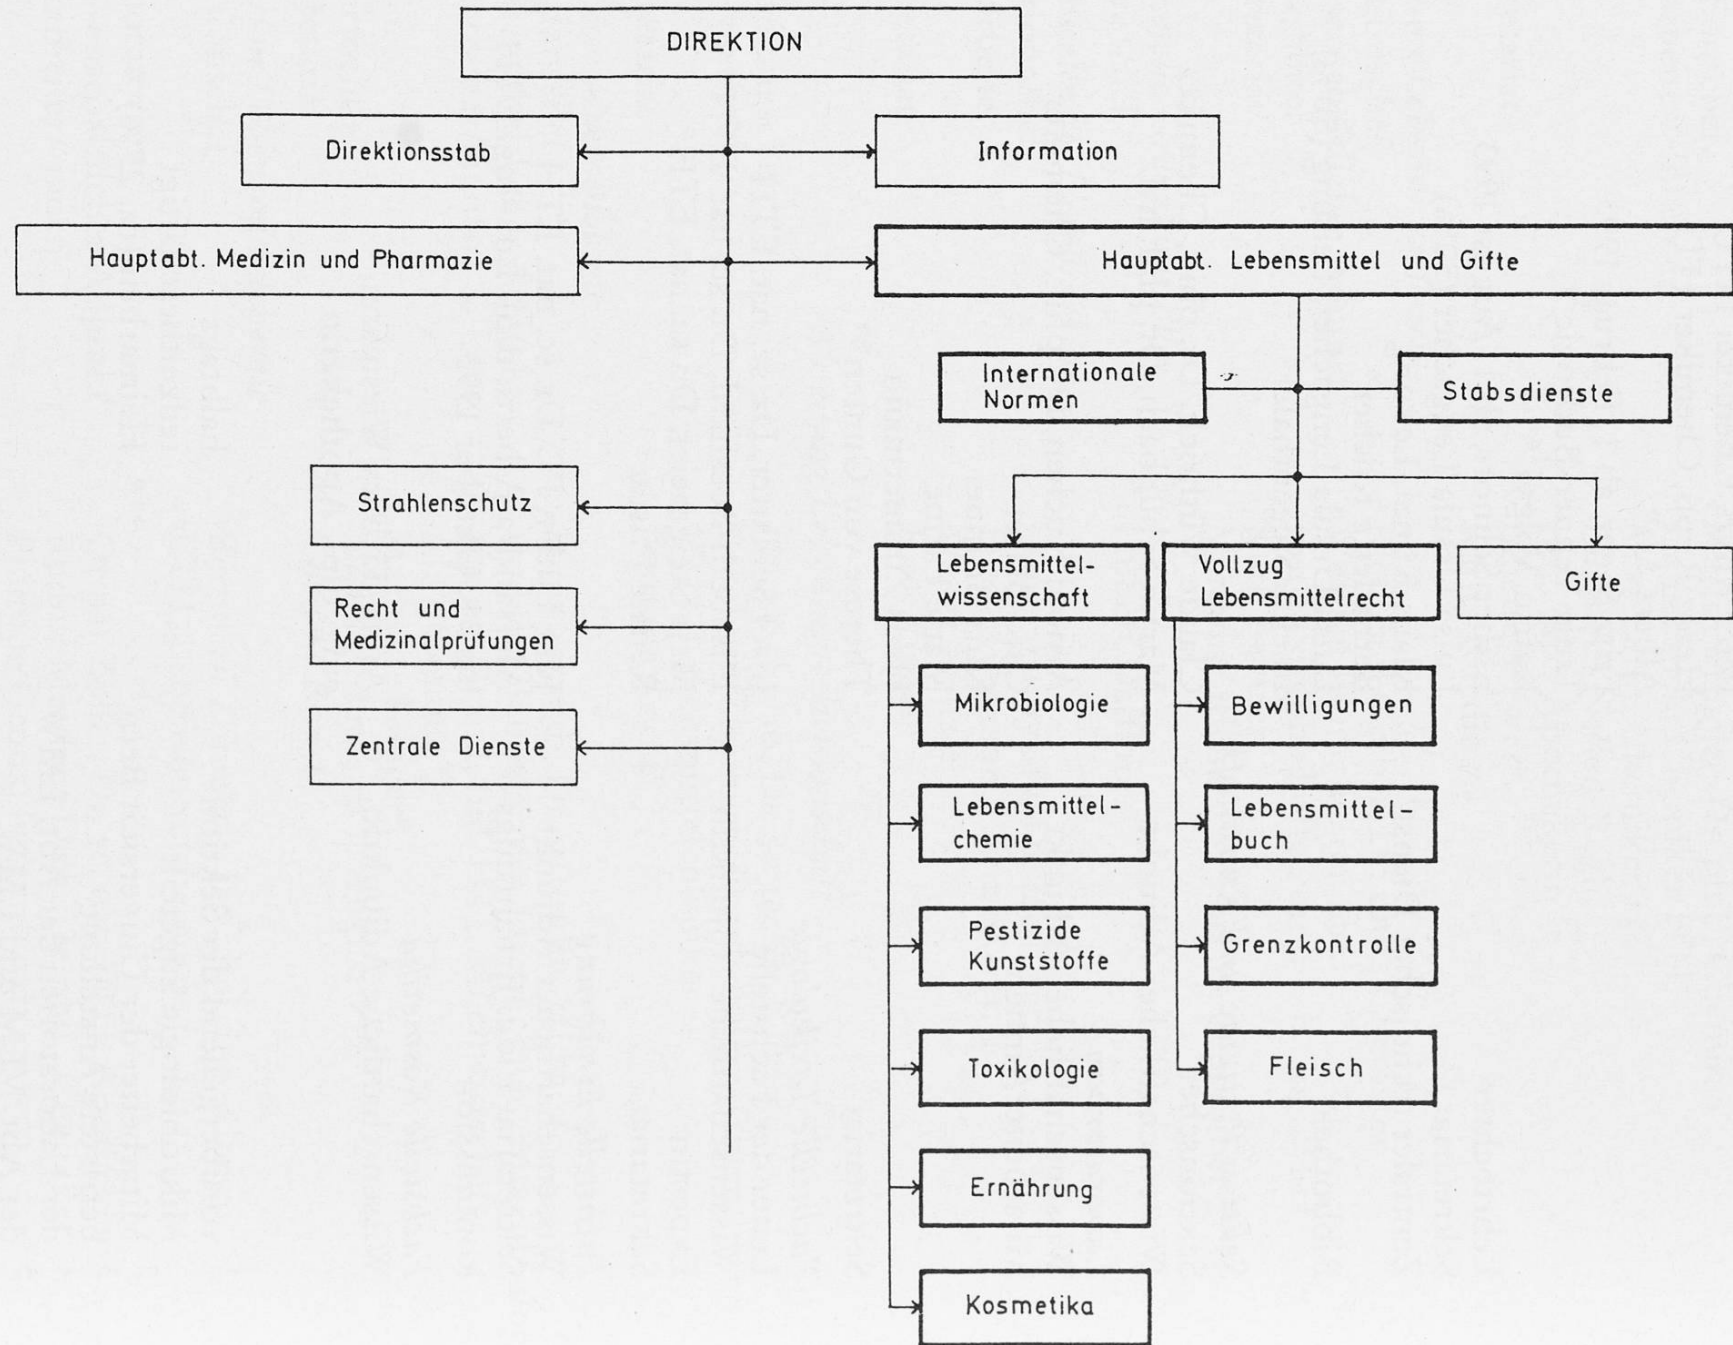 DIREKTION
Direktionsstab
Information
Hauptabt. Medizin und Pharmazie
Hauptabt. Lebensmittel und Gifte
Internationale
Normen
Stabsdienste
Strahlenschutz
Recht und
Medizinalprüfungen
Zentrale Dienste
Lebensmittel-
wissenschaft
Vollzug
Lebensmittelrecht
Gifte
Mikrobiologie
Lebensmittel-
chemie
Pestizide
Kunststoffe
Toxikologie
Ernährung
Kosmetika
Bewilligungen
Lebensmittel-
buch
Grenzkontrolle
Fleisch